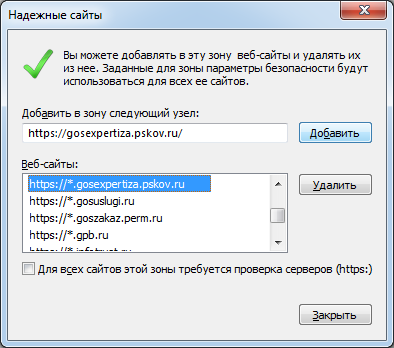 Надежные сайты
Вы можете добавлять в эту зону веб-сайты и удалять их
из нее. Заданные для зоны параметры безопасности будут
использоваться для всех ее сайтов.
Добавить в зону следующий узел:
https://gosexpertiza.pskov.ru/
Добавить
Веб-сайты:
https://*.gosexpertiza.pskov.ru
Удалить
https://*.gosuslugi.ru
https://*.goszakaz.perm.ru
https://*.gpb.ru
Для всех сайтов этой зоны требуется проверка серверов (https:)
Закрыть